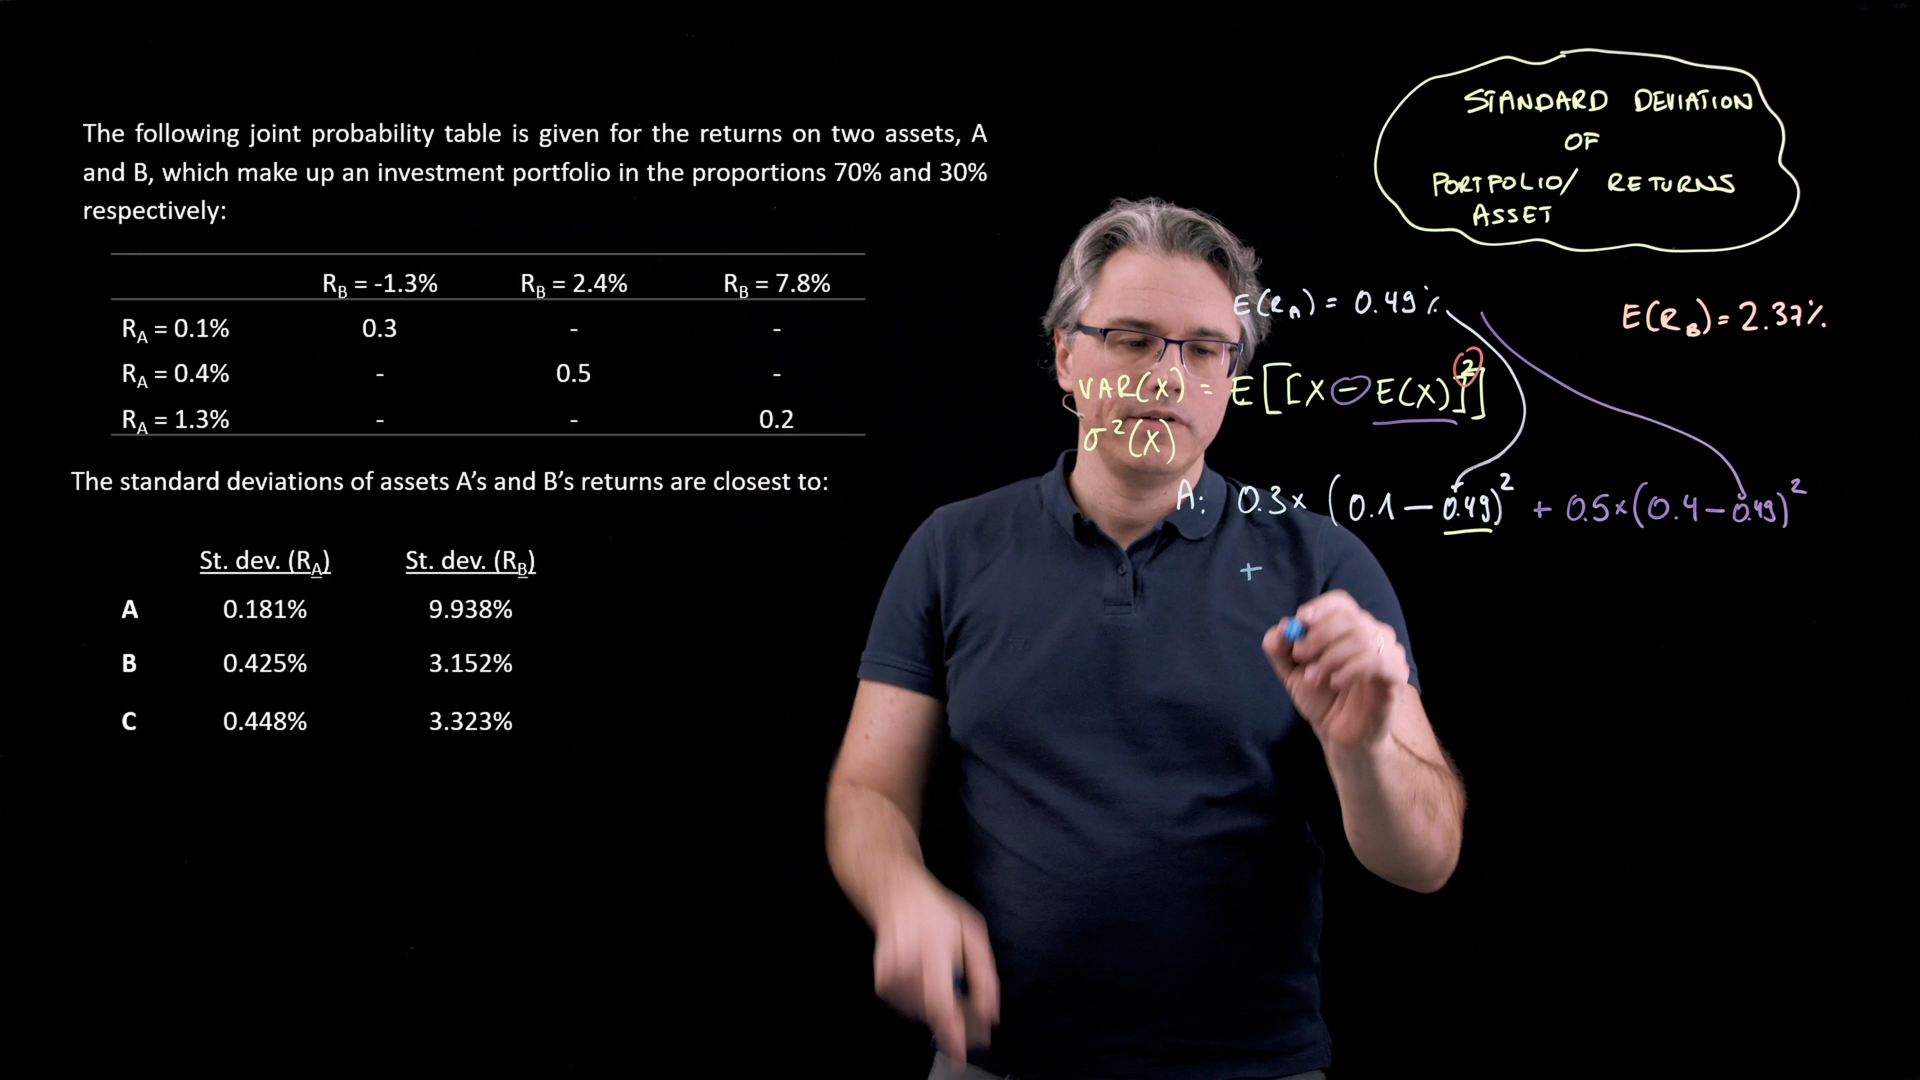 The following joint probability table is given for the returns on two assets, A
and B, which make up an investment portfolio in the proportions 70% and 30%
respectively:
R_B = -1.3% R_B = 2.4% R_B = 7.8%
R_A = 0.1% 0.3 - -
R_A = 0.4% - 0.5 -
R_A = 1.3% - - 0.2
The standard deviations of assets A's and B's returns are closest to:
St. dev. (R_A) St. dev. (R_B)
A 0.181% 9.938%
B 0.425% 3.152%
C 0.448% 3.323%
STANDARD DEVIATION
OF
PORTFOLIO/ RETURNS
ASSET
E(R_A) = 0.49%
E(R_B) = 2.37%
VAR(X) = E[[X - E(X)]²]
σ²(X)
A: 0.3 × (0.1 - 0.49)² + 0.5 × (0.4 - 0.49)²
+